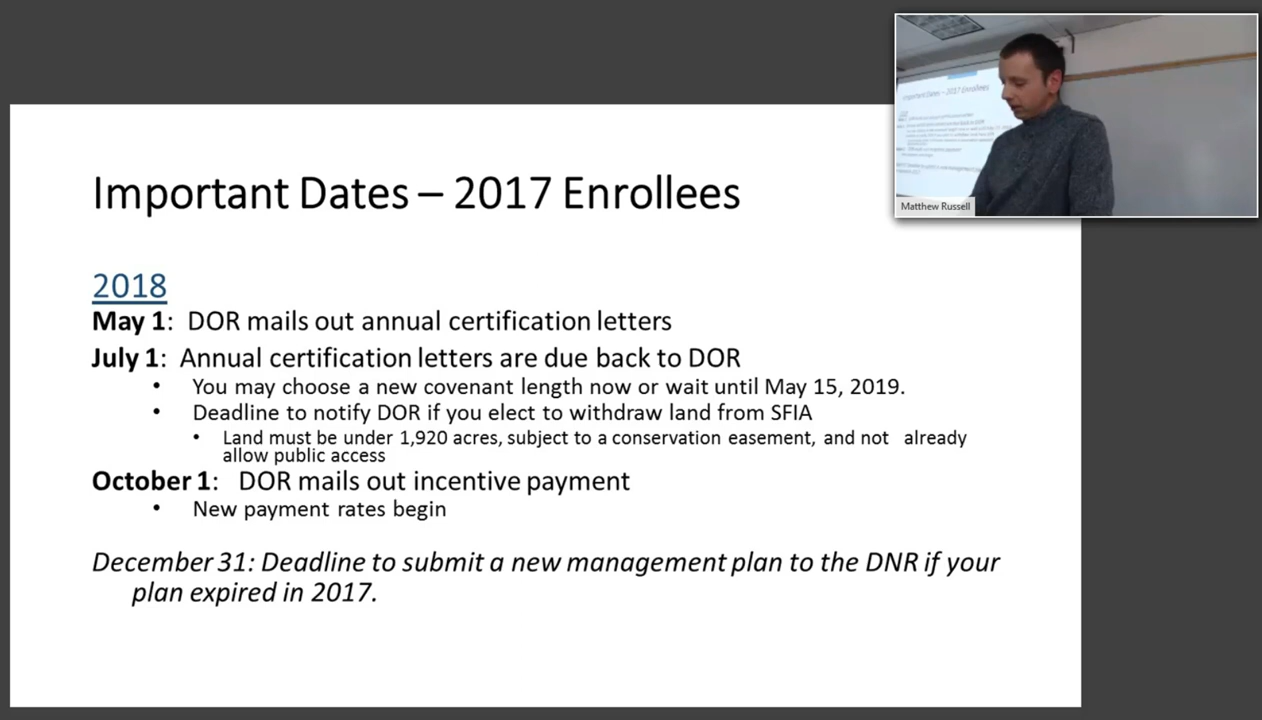 Important Dates – 2017 Enrollees
2018
May 1: DOR mails out annual certification letters
July 1: Annual certification letters are due back to DOR
• You may choose a new covenant length now or wait until May 15, 2019.
• Deadline to notify DOR if you elect to withdraw land from SFIA
• Land must be under 1,920 acres, subject to a conservation easement, and not already
allow public access
October 1: DOR mails out incentive payment
• New payment rates begin
December 31: Deadline to submit a new management plan to the DNR if your
plan expired in 2017.
Important Dates – 2017 Enrollees
Matthew Russell